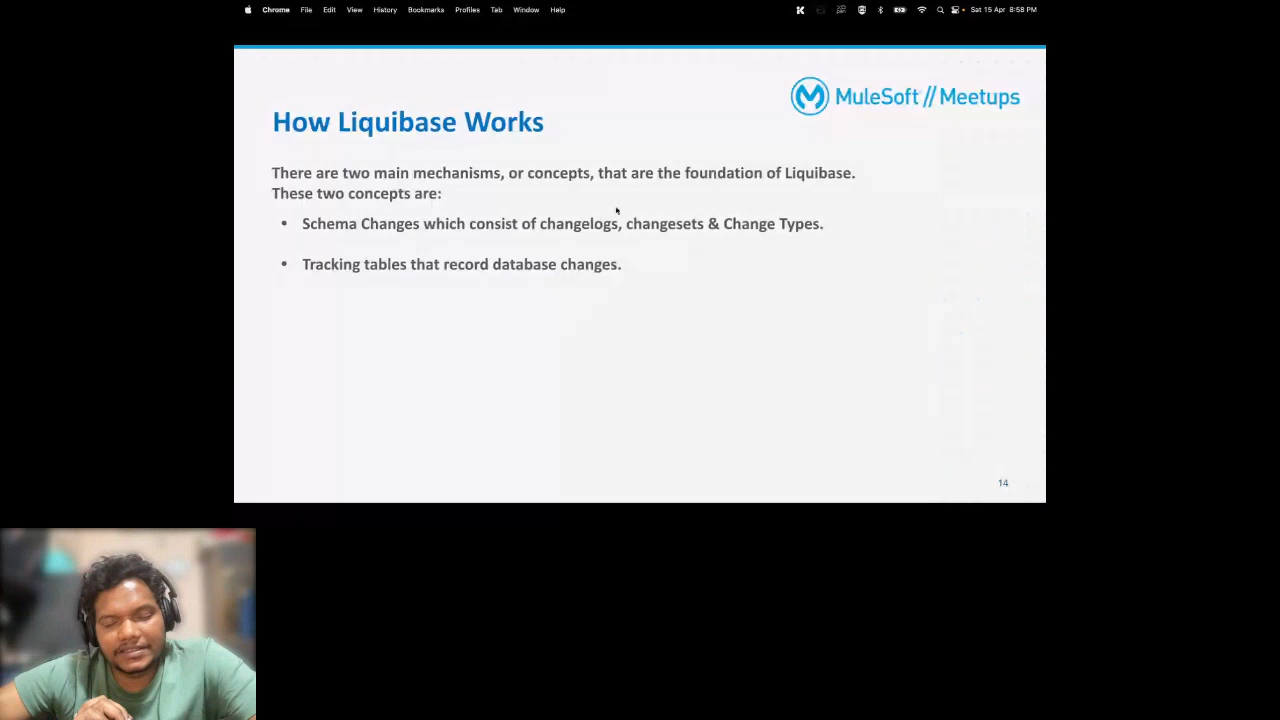 Chrome File Edit View History Bookmarks Profiles Tab Window Help Sat 15 Apr 8:58 PM
MuleSoft // Meetups
How Liquibase Works
There are two main mechanisms, or concepts, that are the foundation of Liquibase.
These two concepts are:
• Schema Changes which consist of changelogs, changesets & Change Types.
• Tracking tables that record database changes.
14